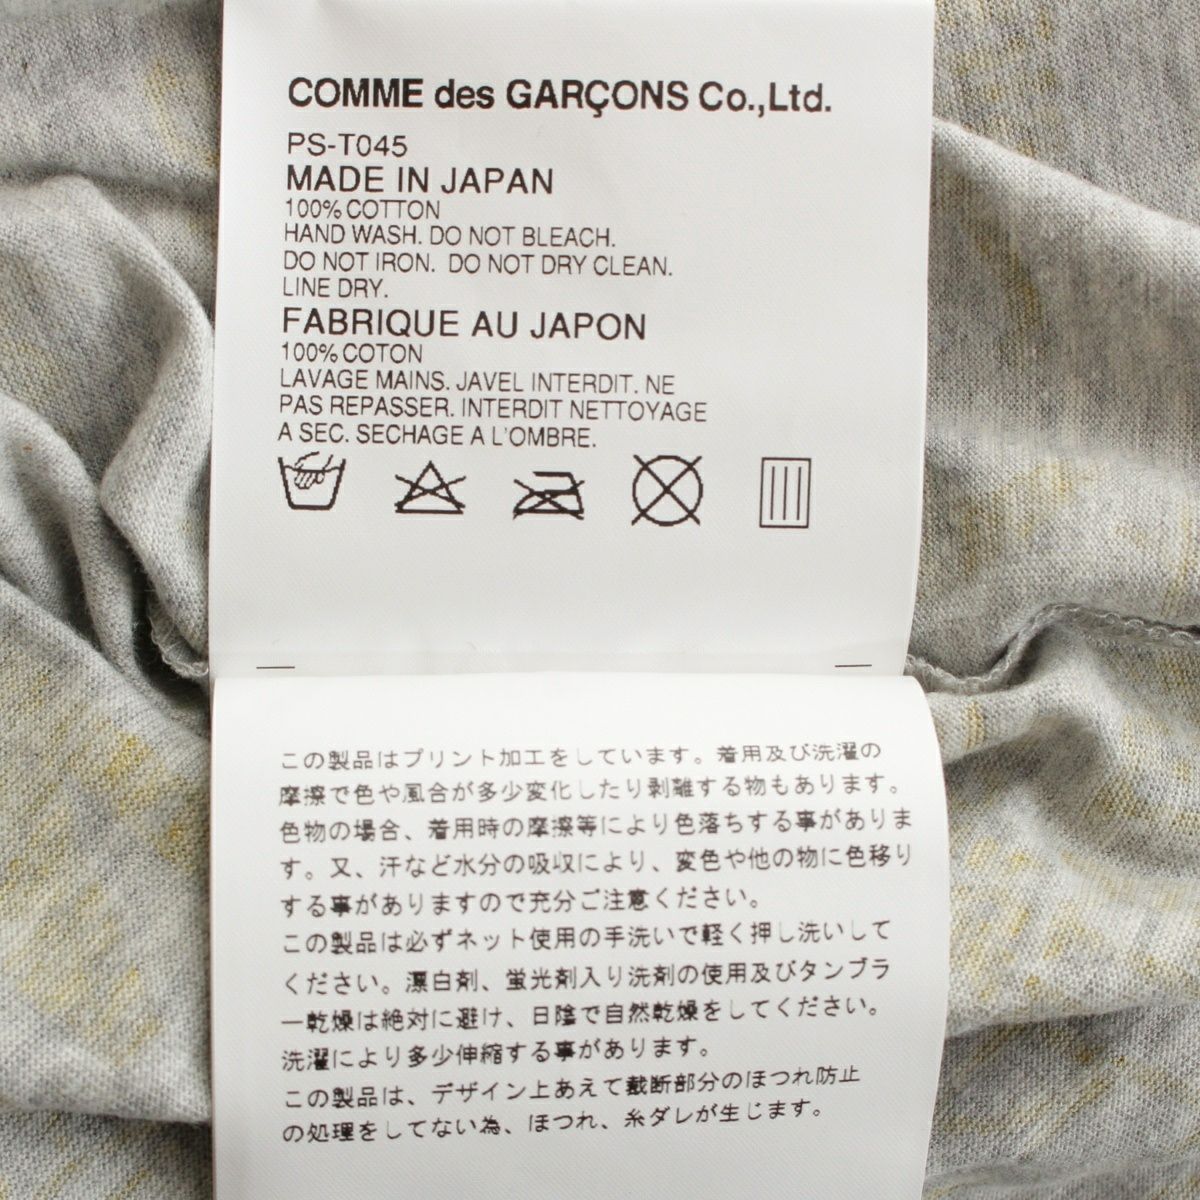 COMME des GARÇONS Co.,Ltd.
PS-T045
MADE IN JAPAN
100% COTTON
HAND WASH. DO NOT BLEACH.
DO NOT IRON. DO NOT DRY CLEAN.
LINE DRY.
FABRIQUE AU JAPON
100% COTON
LAVAGE MAINS. JAVEL INTERDIT. NE
PAS REPASSER. INTERDIT NETTOYAGE
A SEC. SECHAGE A L'OMBRE.
この製品はプリント加工をしています。着用及び洗濯の
摩擦で色や風合が多少変化したり剥離する物もあります。
色物の場合、着用時の摩擦等により色落ちする事がありま
す。又、汗など水分の吸収により、変色や他の物に色移り
する事がありますので充分ご注意ください。
この製品は必ずネット使用の手洗いで軽く押し洗いして
ください。漂白剤、蛍光剤入り洗剤の使用及びタンブラ
ー乾燥は絶対に避け、日陰で自然乾燥をしてください。
洗濯により多少伸縮する事があります。
この製品は、デザイン上あえて裁断部分のほつれ防止
の処理をしてない為、ほつれ、糸ダレが生じます。